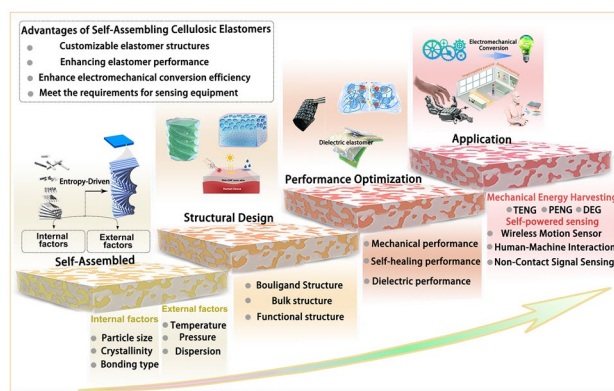 Advantages of Self-Assembling Cellulosic Elastomers
Customizable elastomer structures
Enhancing elastomer performance
Enhance electromechanical conversion efficiency
Meet the requirements for sensing equipment
Electromechanical
Conversion
Dielectric elastomer
Application
Entropy-Driven
Internal
factors
External
factors
Performance Optimization
Structural Design
Self-Assembled
Mechanical Energy Harvesting
TENG PENG DEG
Self-powered sensing
Wireless Motion Sensor
Human-Machine Interaction
Non-Contact Signal Sensing
Mechanical performance
Self-healing performance
Dielectric performance
Bouligand Structure
Bulk structure
Functional structure
Internal factors
Particle size
Crystallinity
Bonding type
External factors
Temperature
Pressure
Dispersion